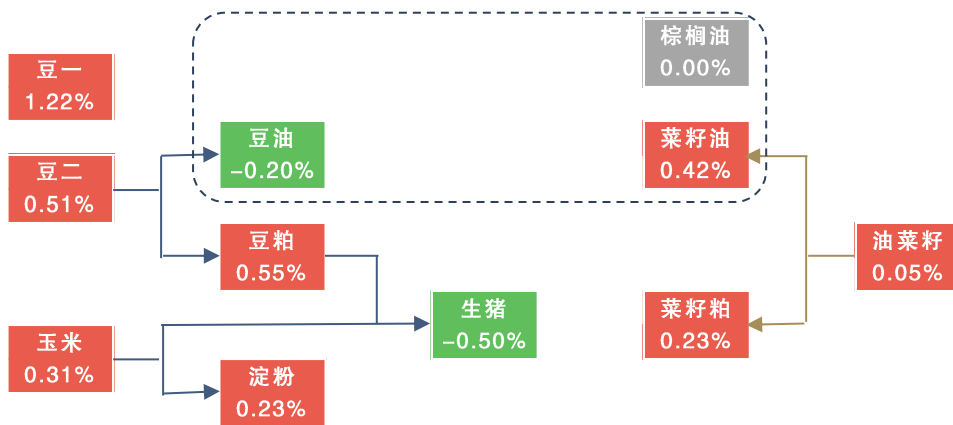 棕榈油
0.00%
豆一
1.22%
豆油
-0.20%
菜籽油
0.42%
豆二
0.51%
豆粕
0.55%
油菜籽
0.05%
生猪
-0.50%
菜籽粕
0.23%
玉米
0.31%
淀粉
0.23%